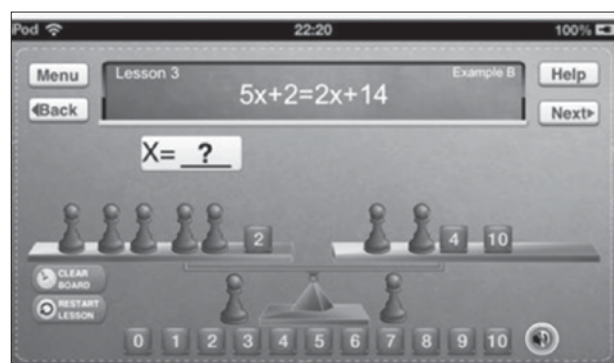 Pod 22:20 100%
Menu Lesson 3 Example B Help
5x+2=2x+14
Back Next
X= ?
2 4 10
CLEAR
BOARD
RESTART
LESSON
0 1 2 3 4 5 6 7 8 9 10